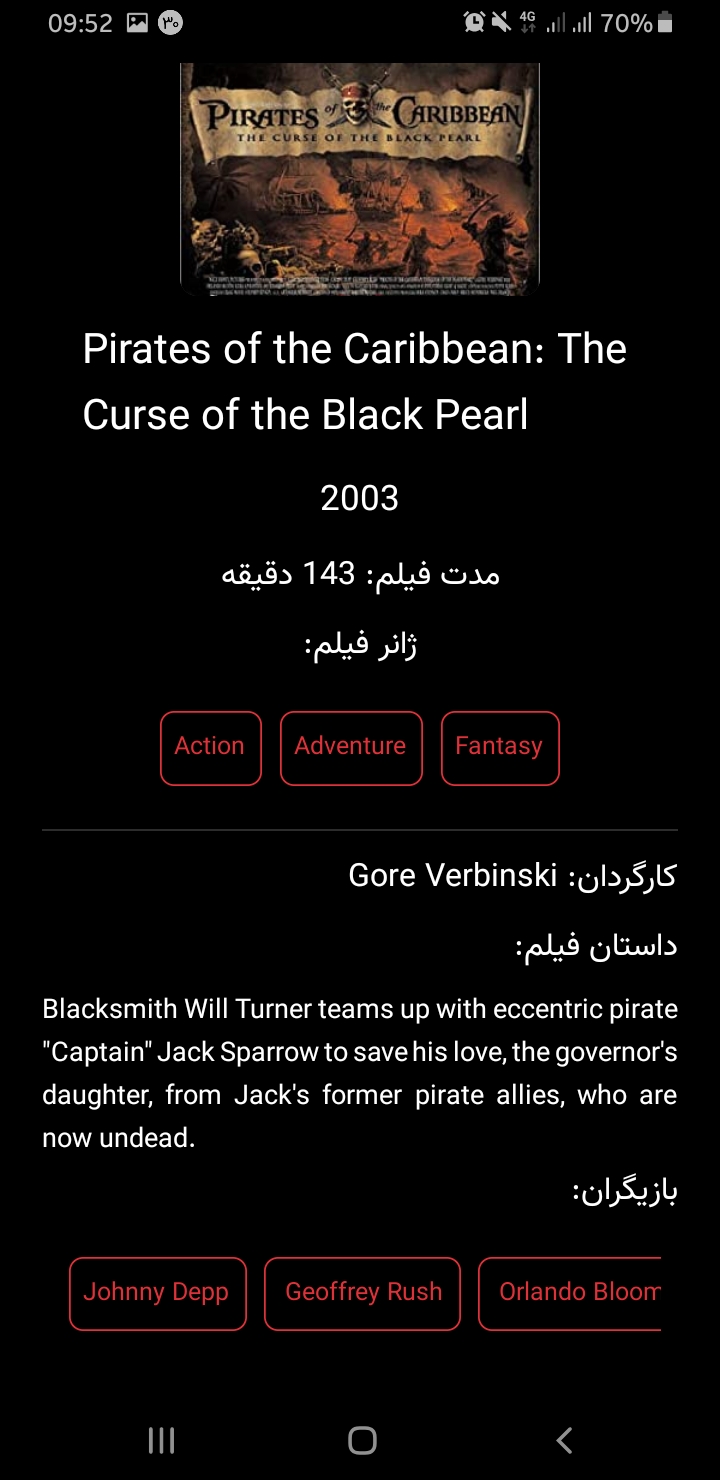 09:52 ۳۰ 4G 70%
PIRATES of the CARIBBEAN
THE CURSE OF THE BLACK PEARL
Pirates of the Caribbean: The
Curse of the Black Pearl
2003
مدت فیلم: 143 دقیقه
ژانر فیلم:
Action Adventure Fantasy
کارگردان: Gore Verbinski
داستان فیلم:
Blacksmith Will Turner teams up with eccentric pirate
"Captain" Jack Sparrow to save his love, the governor's
daughter, from Jack's former pirate allies, who are
now undead.
بازیگران:
Johnny Depp Geoffrey Rush Orlando Bloom